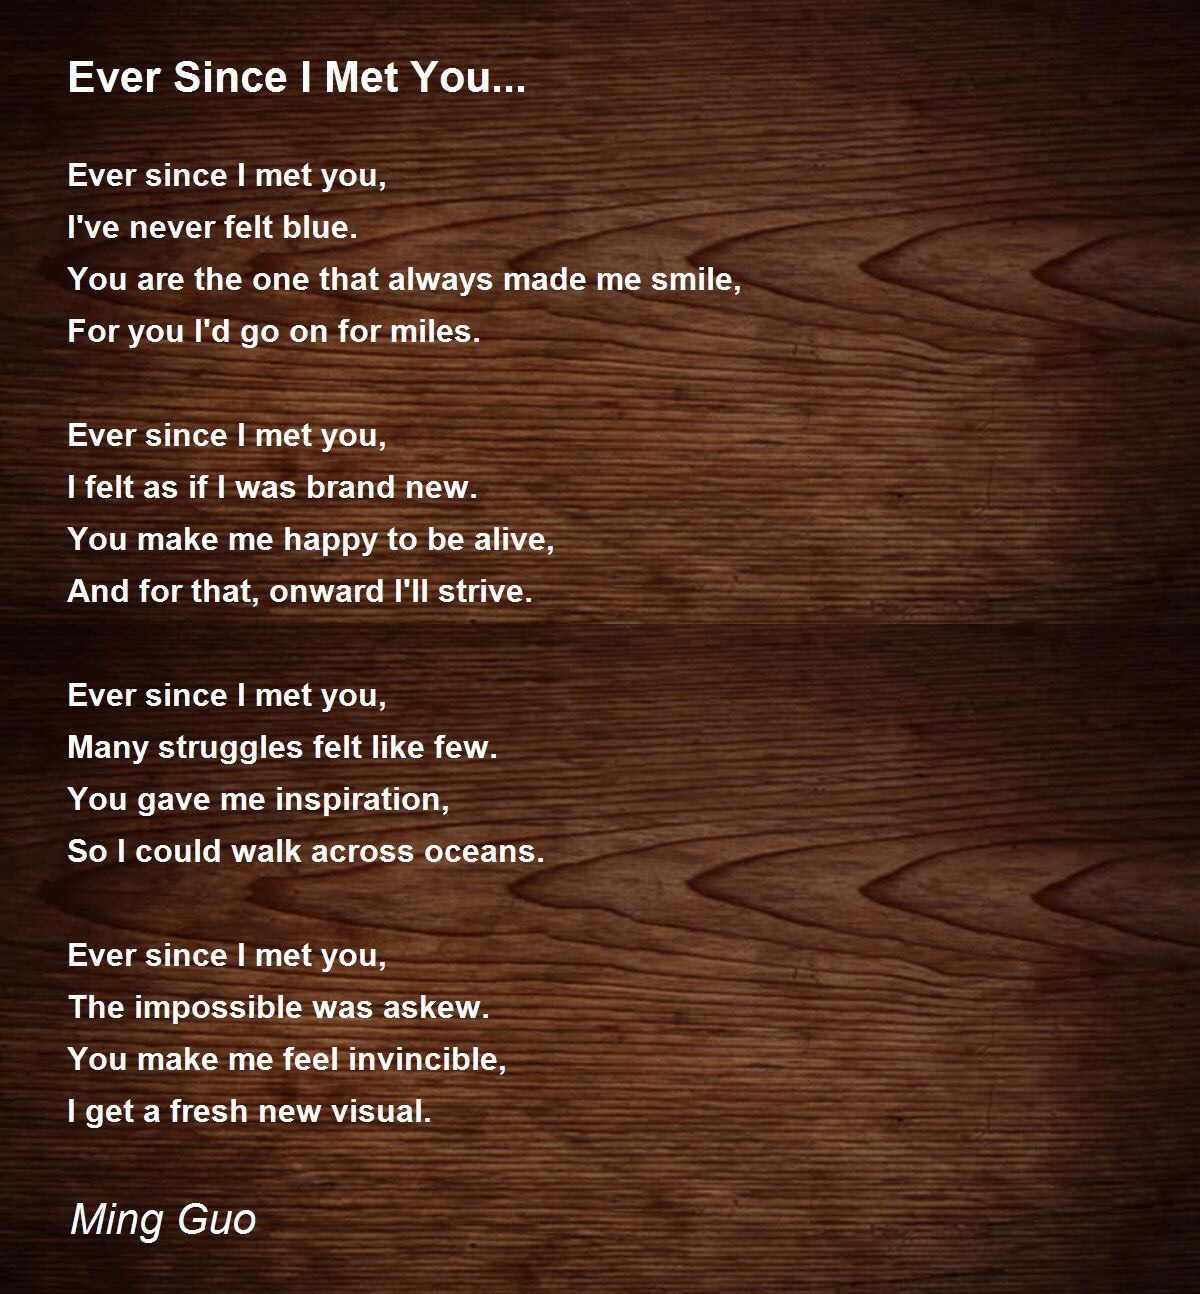 Ever Since I Met You...
Ever since I met you,
I've never felt blue.
You are the one that always made me smile,
For you I'd go on for miles.
Ever since I met you,
I felt as if I was brand new.
You make me happy to be alive,
And for that, onward I'll strive.
Ever since I met you,
Many struggles felt like few.
You gave me inspiration,
So I could walk across oceans.
Ever since I met you,
The impossible was askew.
You make me feel invincible,
I get a fresh new visual.
Ming Guo